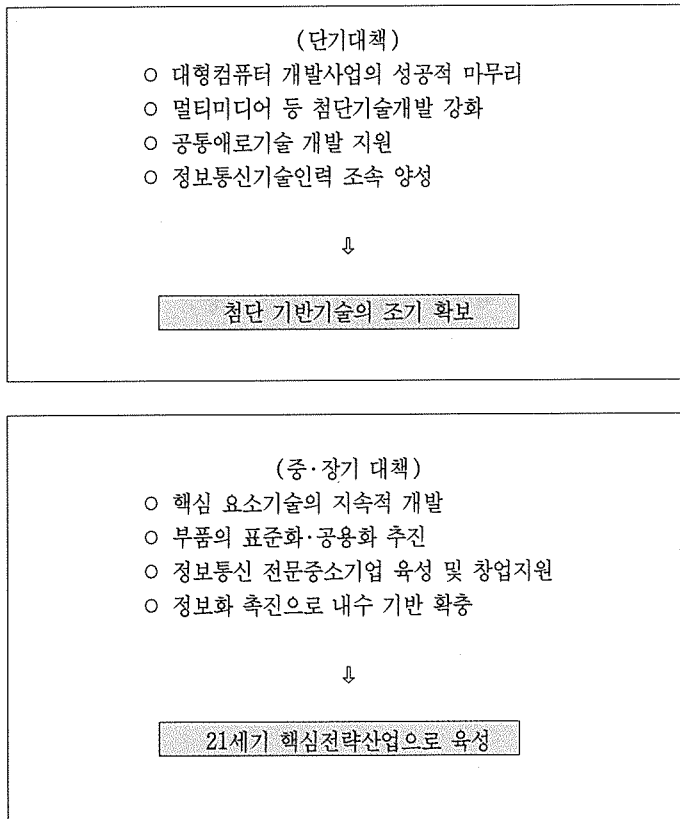 (단기대책)
○ 대형컴퓨터 개발사업의 성공적 마무리
○ 멀티미디어 등 첨단기술개발 강화
○ 공통애로기술 개발 지원
○ 정보통신기술인력 조속 양성
⇩
첨단 기반기술의 조기 확보
(중·장기 대책)
○ 핵심 요소기술의 지속적 개발
○ 부품의 표준화·공용화 추진
○ 정보통신 전문중소기업 육성 및 창업지원
○ 정보화 촉진으로 내수 기반 확충
⇩
21세기 핵심전략산업으로 육성